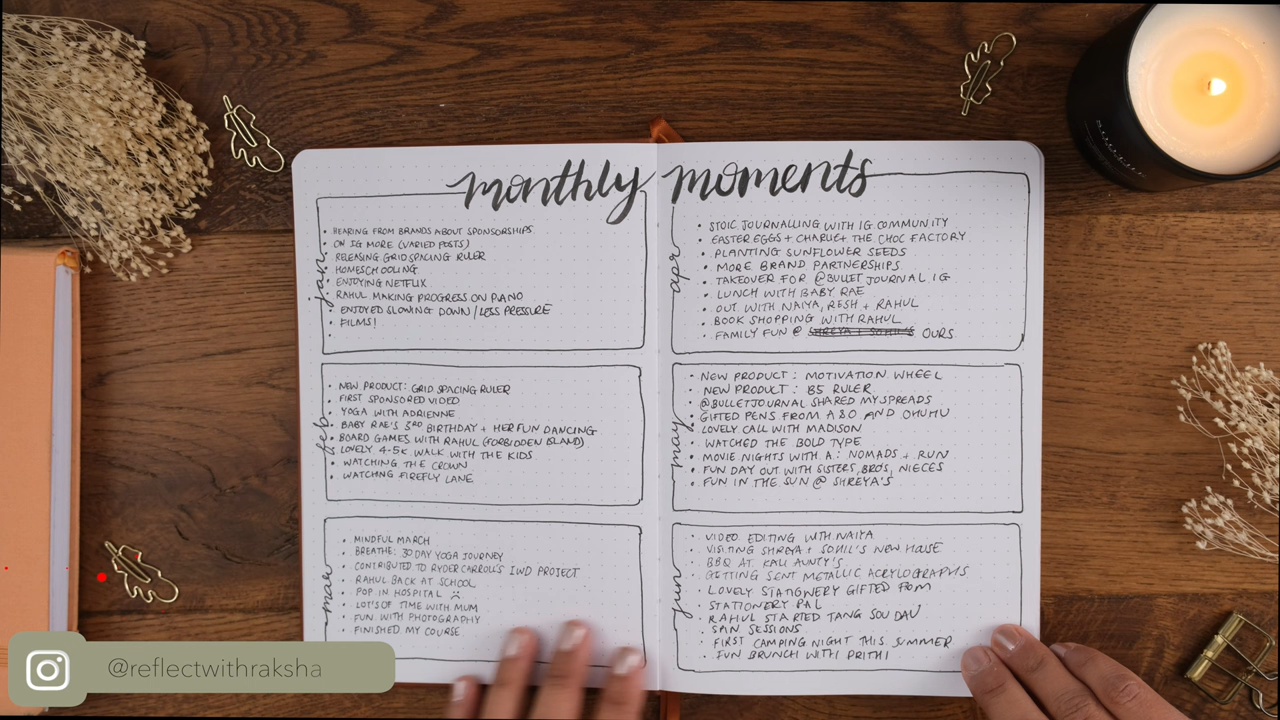 monthly moments
jan
HEARING FROM BRANDS ABOUT SPONSORSHIPS
ON IG MORE (VARIED POSTS)
RELEASING GRID SPACING RULER
HOMESCHOOLING
ENJOYING NETFLIX
RAHUL MAKING PROGRESS ON PIANO
ENJOYED SLOWING DOWN / LESS PRESSURE
FILMS!
feb
NEW PRODUCT: GRID SPACING RULER
FIRST SPONSORED VIDEO
YOGA WITH ADRIENNE
BABY RAE'S 3RD BIRTHDAY + HER FUN DANCING
BOARD GAMES WITH RAHUL (FORBIDDEN ISLAND)
LOVELY 4-5K WALK WITH THE KIDS
WATCHING THE CROWN
WATCHING FIREFLY LANE
mar
MINDFUL MARCH
BREATHE: 30 DAY YOGA JOURNEY
CONTRIBUTED TO RYDER CARROLL'S IWD PROJECT
RAHUL BACK AT SCHOOL
POP IN HOSPITAL
LOTS OF TIME WITH MUM
FUN WITH PHOTOGRAPHY
FINISHED MY COURSE
apr
STOIC JOURNALLING WITH IG COMMUNITY
EASTER EGGS + CHARLIE + THE CHOC FACTORY
PLANTING SUNFLOWER SEEDS
MORE BRAND PARTNERSHIPS
TAKEOVER FOR @BULLET JOURNAL IG
LUNCH WITH BABY RAE
OUT WITH NAIYA, RESH + RAHUL
BOOK SHOPPING WITH RAHUL
FAMILY FUN @ OURS
may
NEW PRODUCT: MOTIVATION WHEEL
NEW PRODUCT: B5 RULER
@BULLETJOURNAL SHARED MY SPREADS
GIFTED PENS FROM A&O AND OHUHU
LOVELY CALL WITH MADISON
WATCHED THE BOLD TYPE
MOVIE NIGHTS WITH A: NOMADS + RUN
FUN DAY OUT WITH SISTERS, BRO'S, NIECES
FUN IN THE SUN @ SHREYA'S
jun
VIDEO EDITING WITH NAIYA
VISITING SHREYA + SOHIL'S NEW HOUSE
BBQ AT KALI AUNTY'S
GETTING SENT METALLIC ACRYLOGRAPHS
LOVELY STATIONERY GIFTED FROM
STATIONERY PAL
RAHUL STARTED TANG SOU DAU
SAN SESSIONS
FIRST CAMPING NIGHT THIS SUMMER
FUN BRUNCH WITH PRITHI
@reflectwithraksha